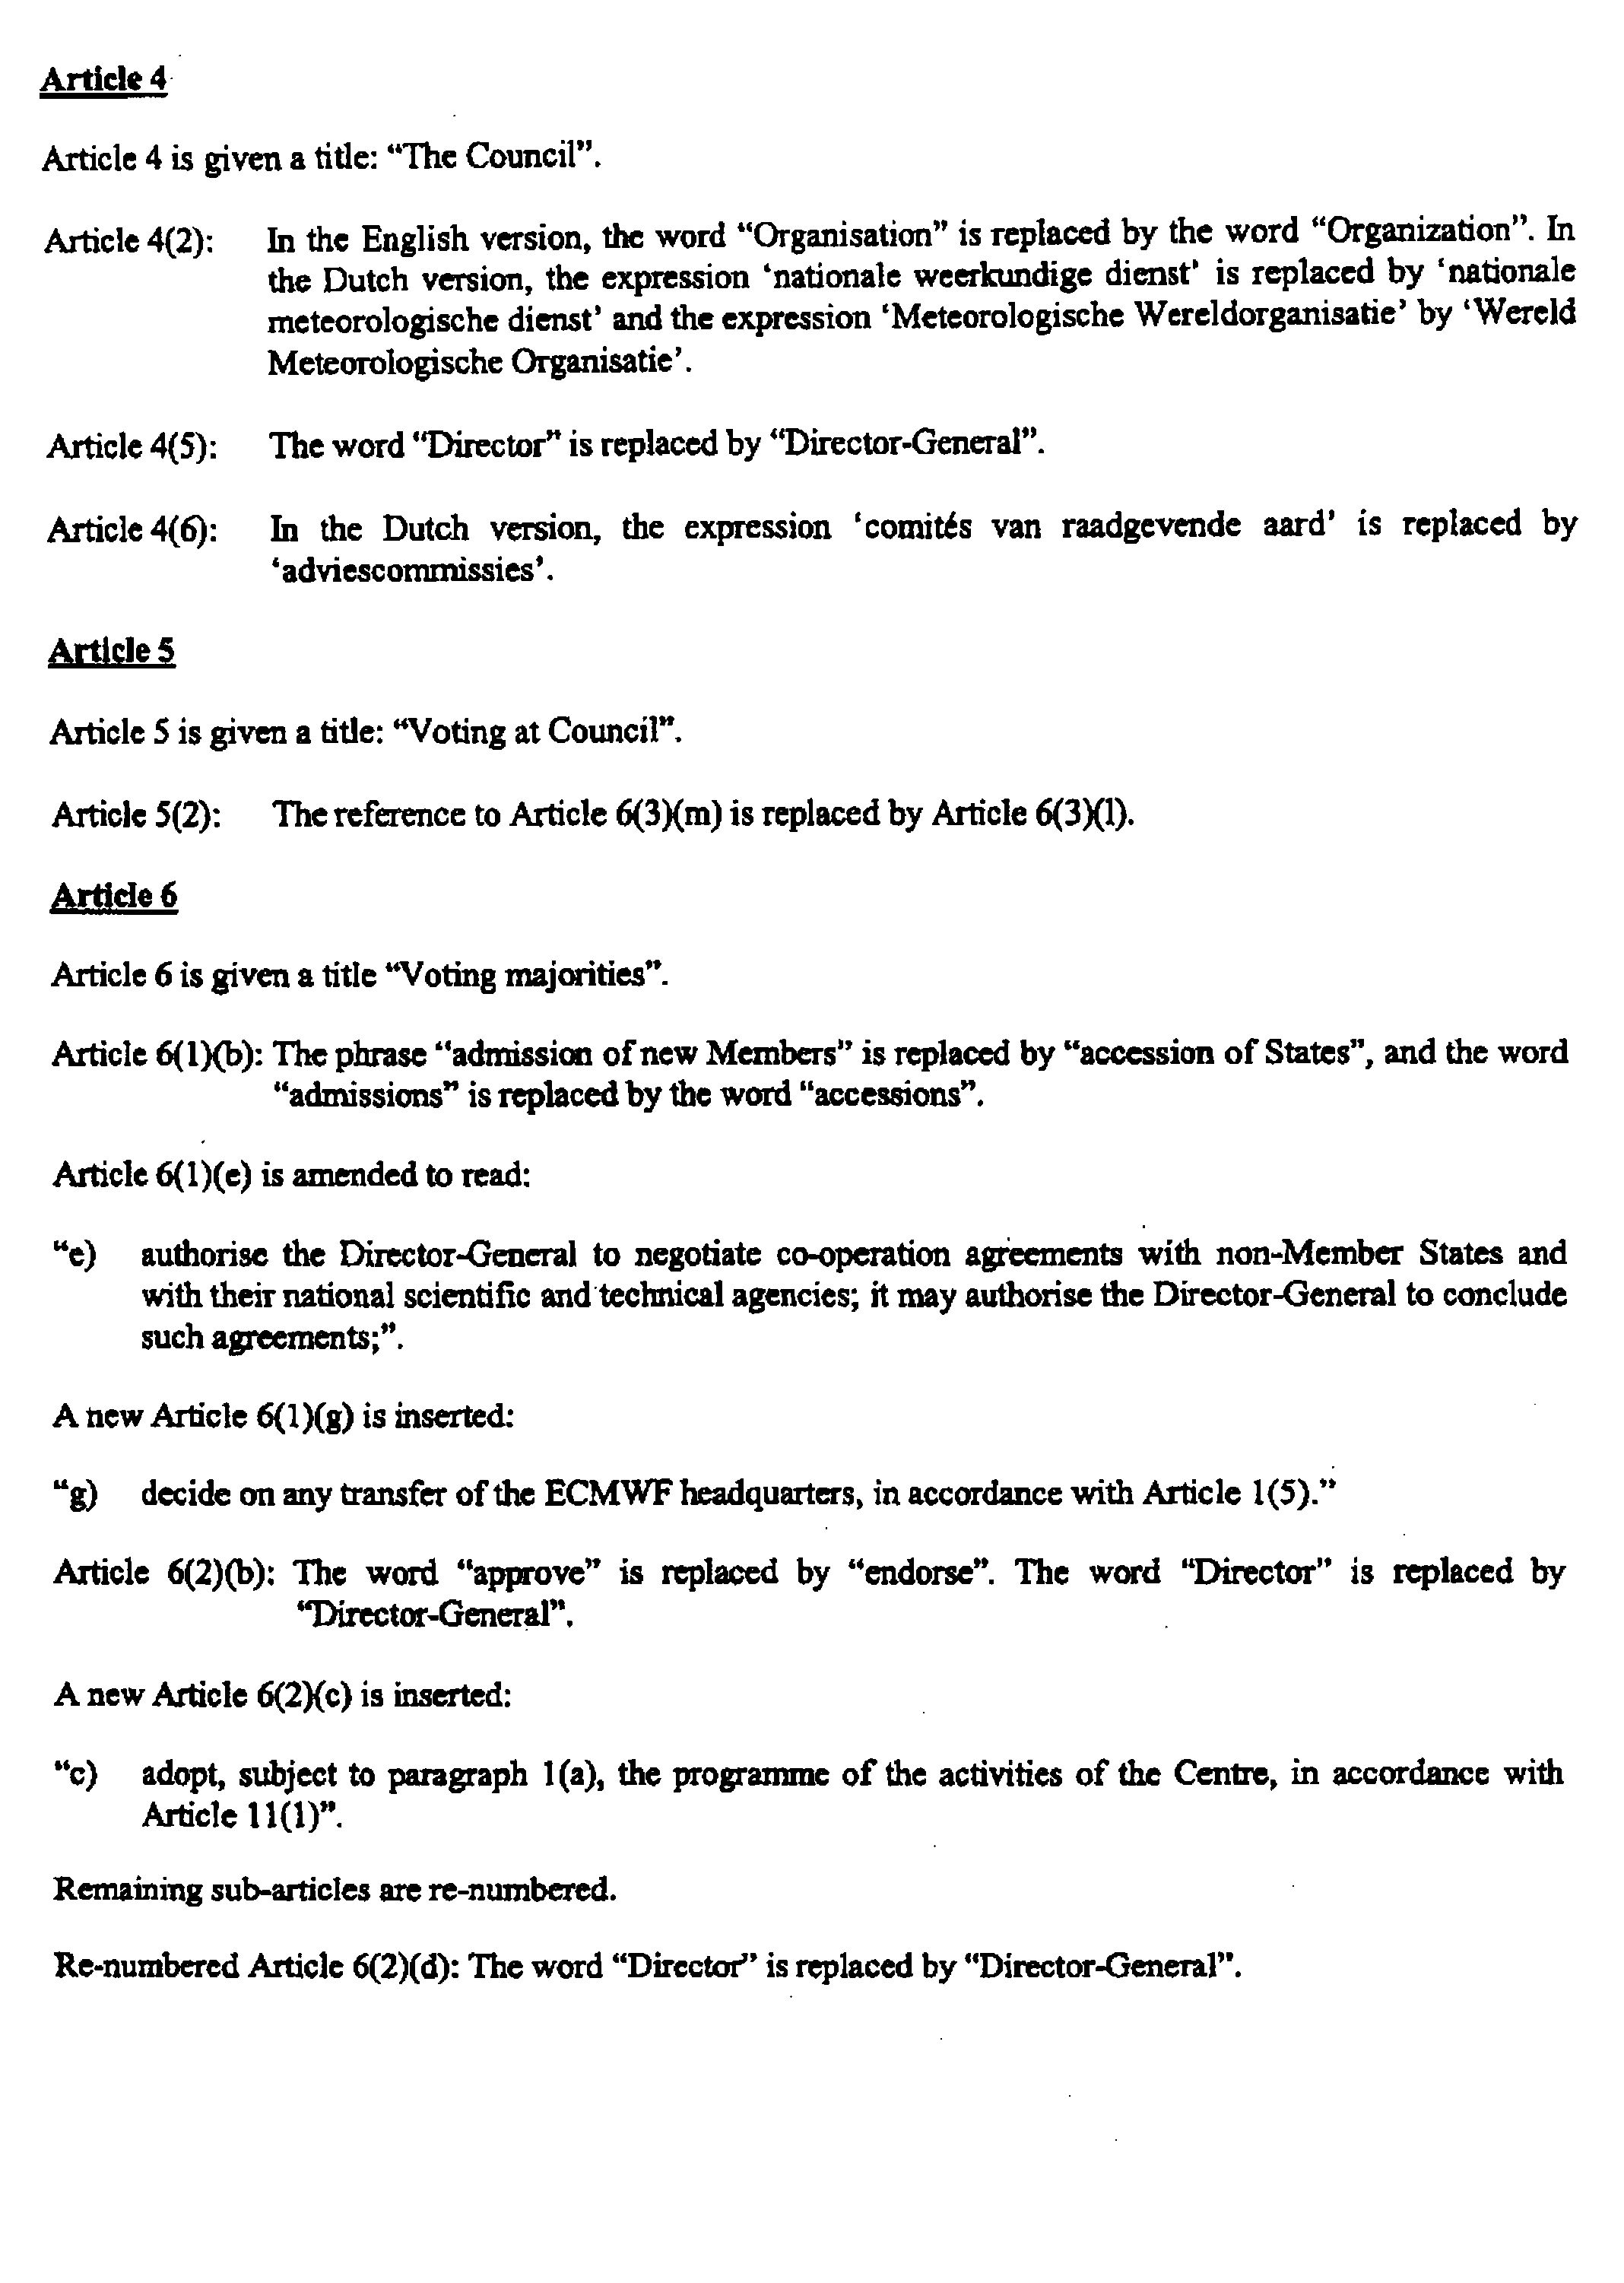 Article 4
Article 4 is given a title: “The Council”.
Article 4(2): In the English version, the word “Organisation” is replaced by the word “Organization”. In
the Dutch version, the expression ‘nationale weerkundige dienst’ is replaced by ‘nationale
meteorologische dienst’ and the expression ‘Meteorologische Wereldorganisatie’ by ‘Wereld
Meteorologische Organisatie’.
Article 4(5): The word “Director” is replaced by “Director-General”.
Article 4(6): In the Dutch version, the expression ‘comités van raadgevende aard’ is replaced by
‘adviescommissies’.
Article 5
Article 5 is given a title: “Voting at Council”.
Article 5(2): The reference to Article 6(3)(m) is replaced by Article 6(3)(l).
Article 6
Article 6 is given a title “Voting majorities”.
Article 6(1)(b): The phrase “admission of new Members” is replaced by “accession of States”, and the word
“admissions” is replaced by the word “accessions”.
Article 6(1)(e) is amended to read:
“e) authorise the Director-General to negotiate co-operation agreements with non-Member States and
with their national scientific and technical agencies; it may authorise the Director-General to conclude
such agreements;”.
A new Article 6(1)(g) is inserted:
“g) decide on any transfer of the ECMWF headquarters, in accordance with Article 1(5).”
Article 6(2)(b): The word “approve” is replaced by “endorse”. The word “Director” is replaced by
“Director-General”.
A new Article 6(2)(c) is inserted:
“c) adopt, subject to paragraph 1(a), the programme of the activities of the Centre, in accordance with
Article 11(1)”.
Remaining sub-articles are re-numbered.
Re-numbered Article 6(2)(d): The word “Director” is replaced by “Director-General”.